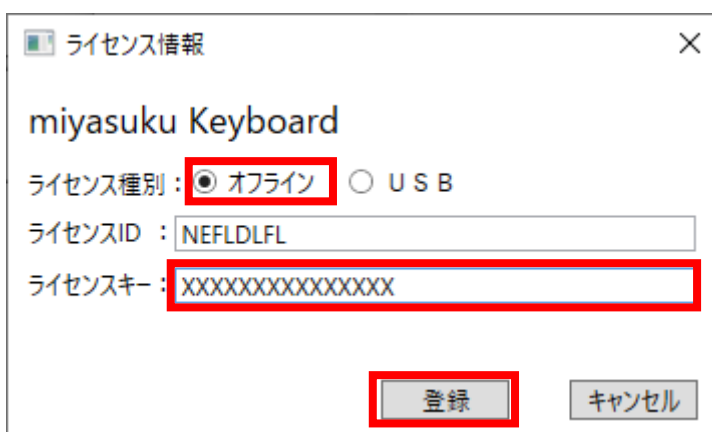 ライセンス情報
miyasuku Keyboard
ライセンス種別： オフライン ＵＳＢ
ライセンスID ： NEFLDLFL
ライセンスキー： XXXXXXXXXXXXXXX
登録 キャンセル